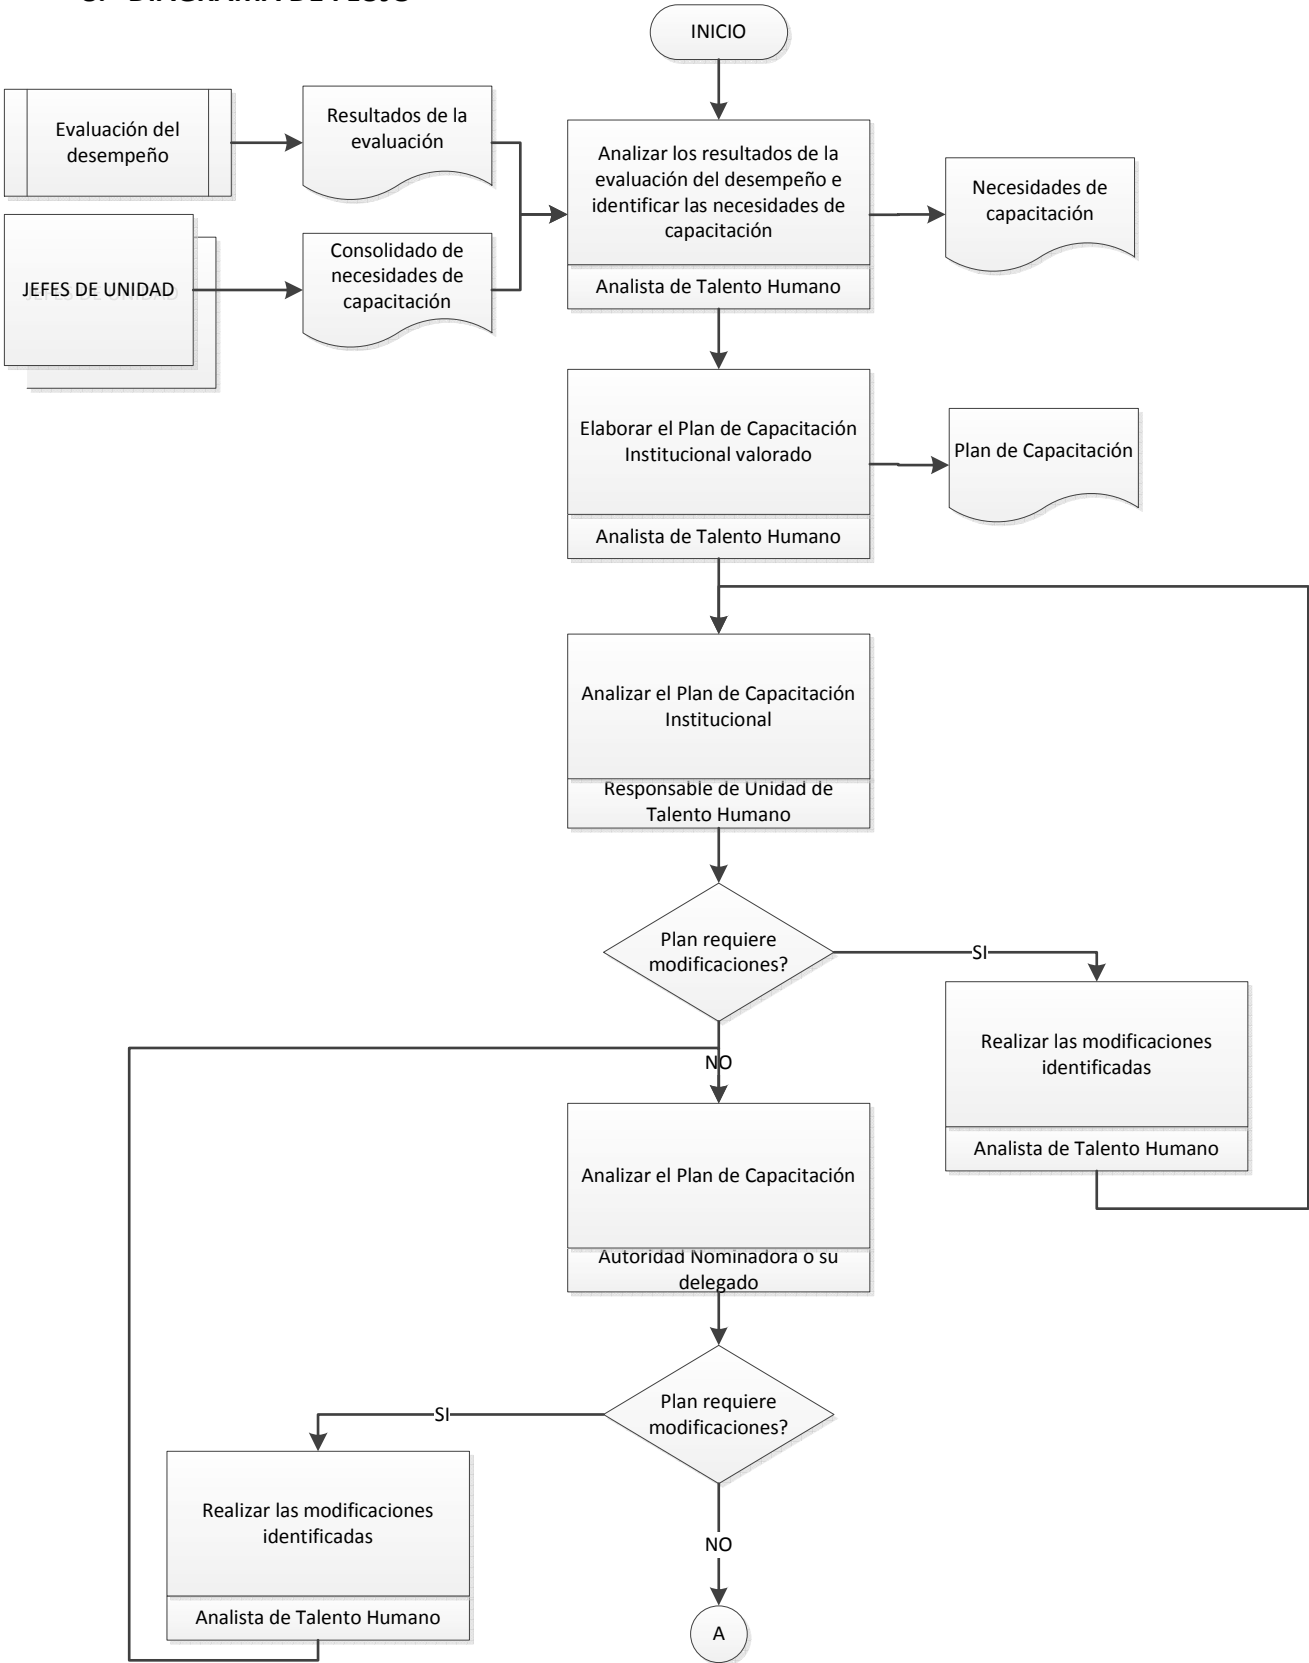 INICIO
Evaluación del
desempeño
Resultados de la
evaluación
Analizar los resultados de la
evaluación del desempeño e
identificar las necesidades de
capacitación
Analista de Talento Humano
Necesidades de
capacitación
JEFES DE UNIDAD
Consolidado de
necesidades de
capacitación
Elaborar el Plan de Capacitación
Institucional valorado
Analista de Talento Humano
Plan de Capacitación
Analizar el Plan de Capacitación
Institucional
Responsable de Unidad de
Talento Humano
Plan requiere
modificaciones?
SI
Realizar las modificaciones
identificadas
Analista de Talento Humano
NO
Analizar el Plan de Capacitación
Autoridad Nominadora o su
delegado
Plan requiere
modificaciones?
SI
Realizar las modificaciones
identificadas
Analista de Talento Humano
NO
A